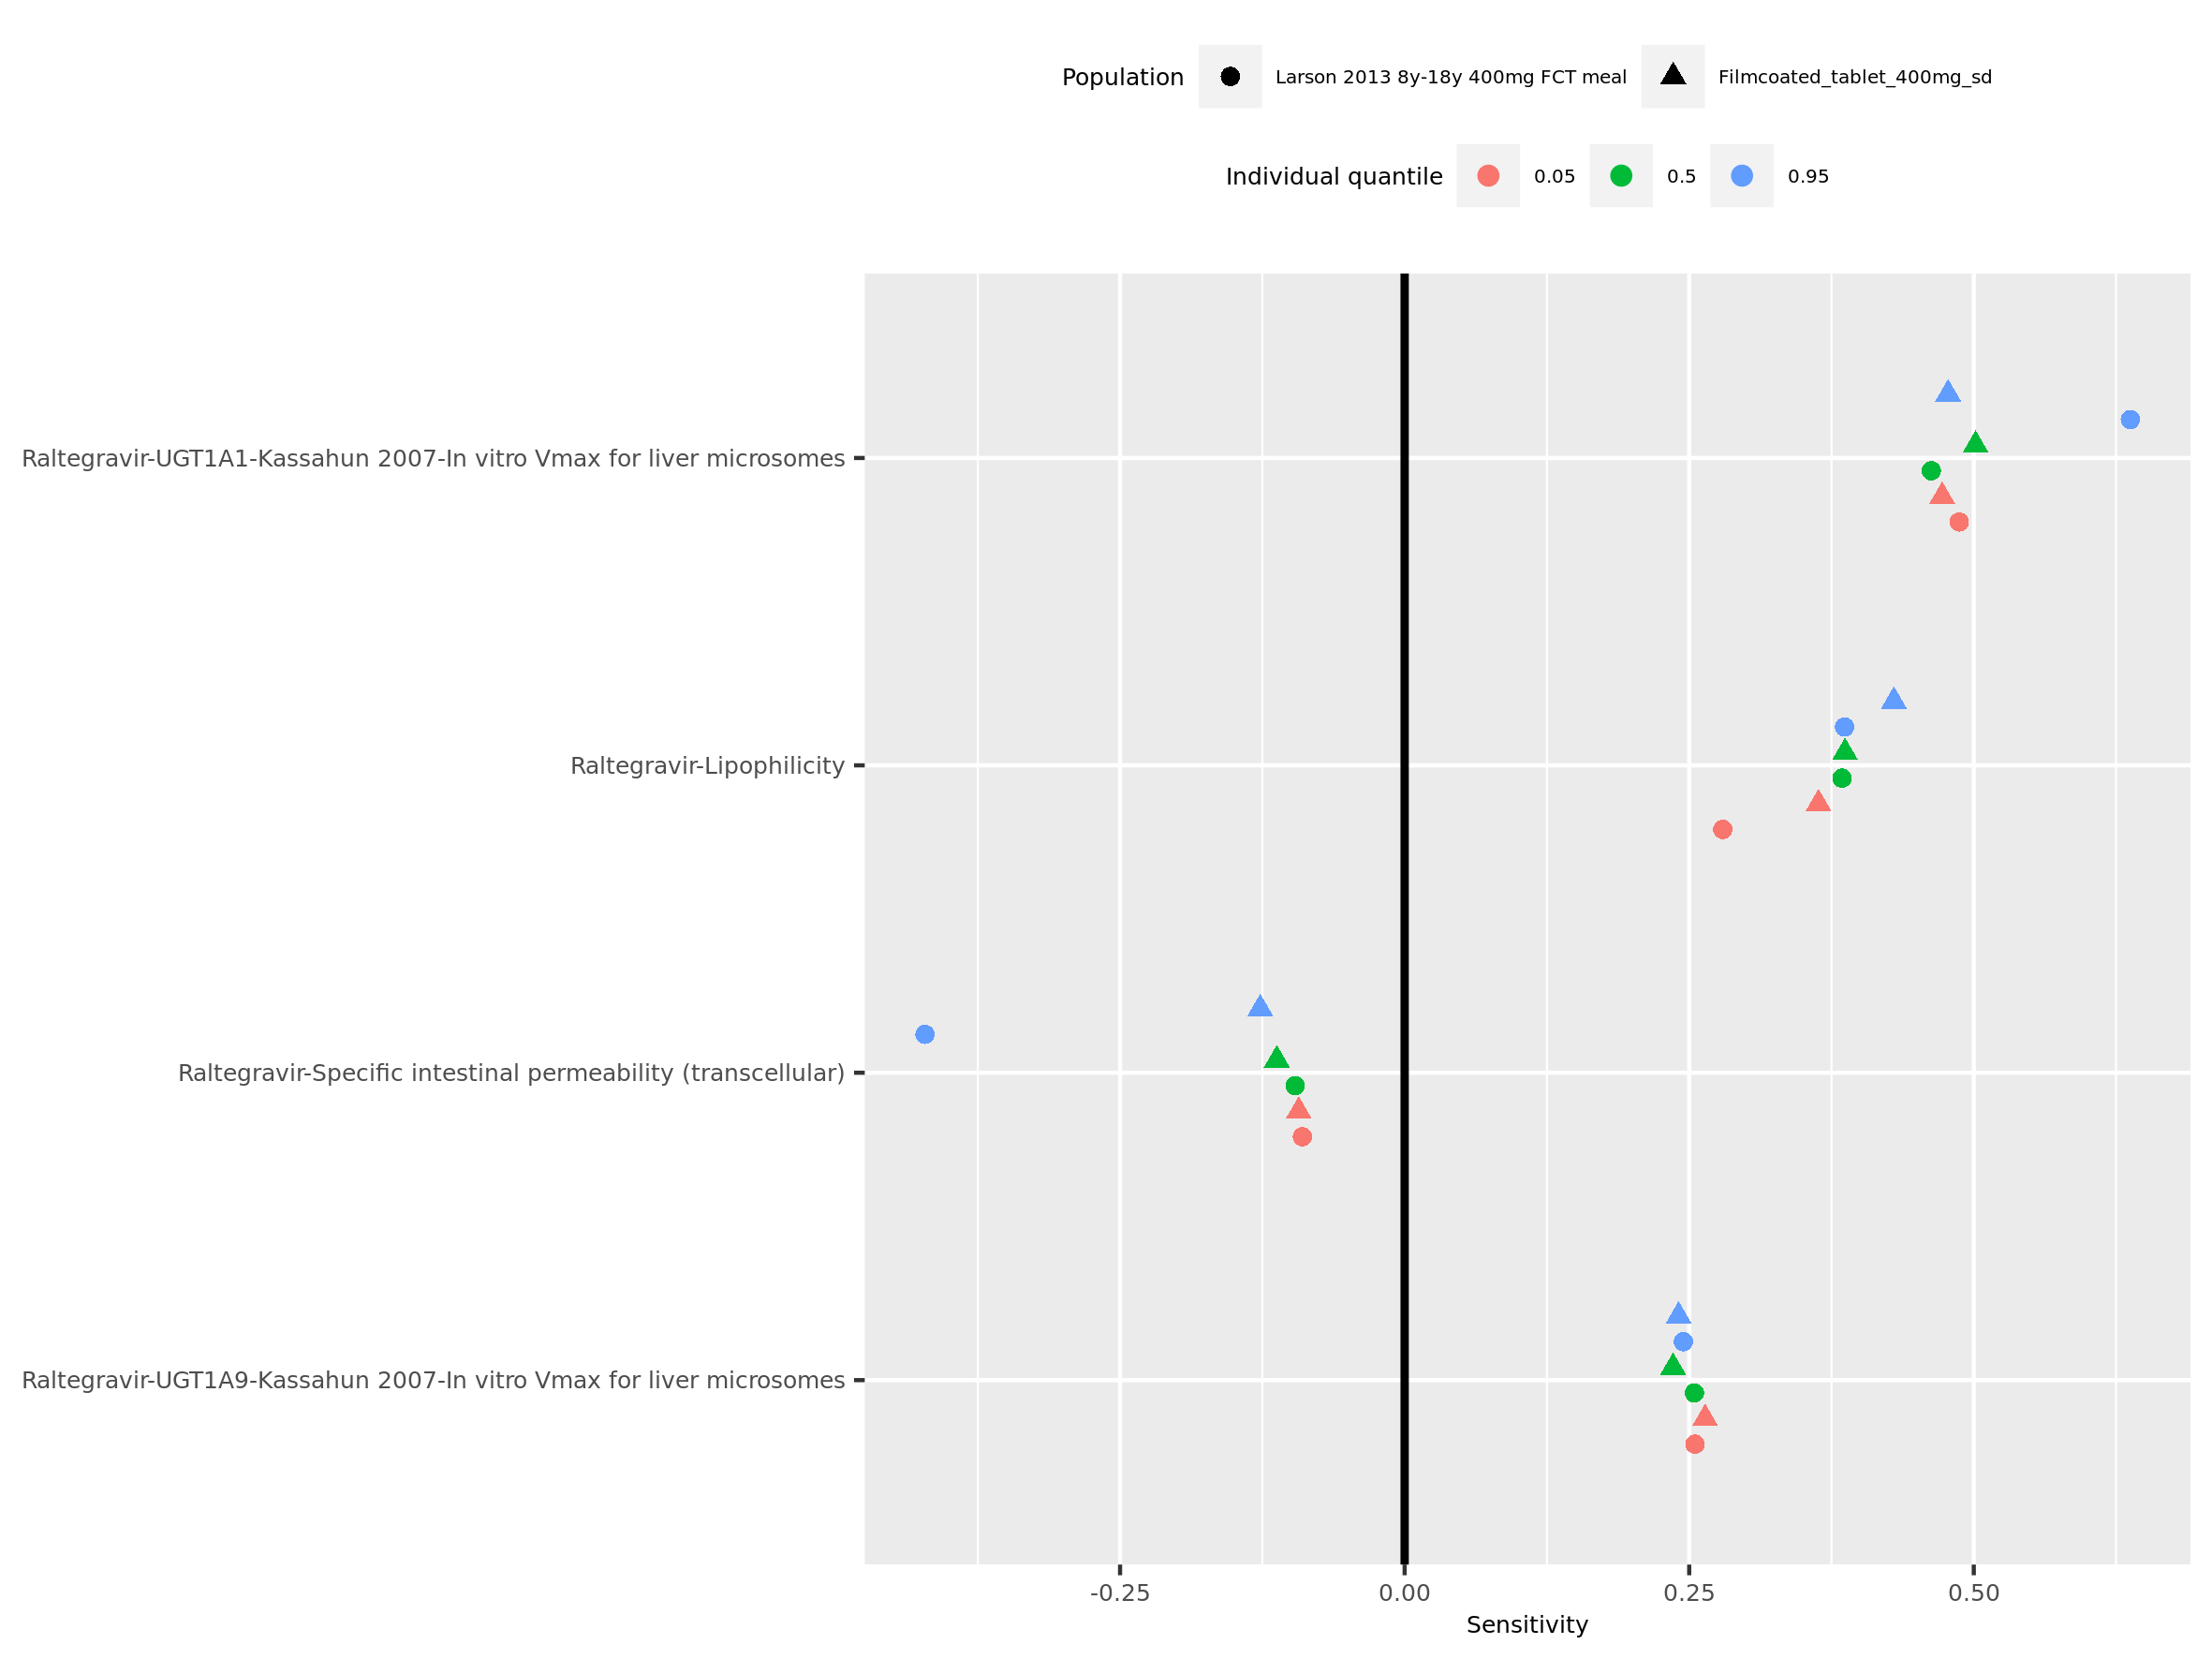 Population Larson 2013 8y-18y 400mg FCT meal Filmcoated_tablet_400mg_sd
Individual quantile 0.05 0.5 0.95
Raltegravir-UGT1A1-Kassahun 2007-In vitro Vmax for liver microsomes
Raltegravir-Lipophilicity
Raltegravir-Specific intestinal permeability (transcellular)
Raltegravir-UGT1A9-Kassahun 2007-In vitro Vmax for liver microsomes
-0.25 0.00 0.25 0.50
Sensitivity